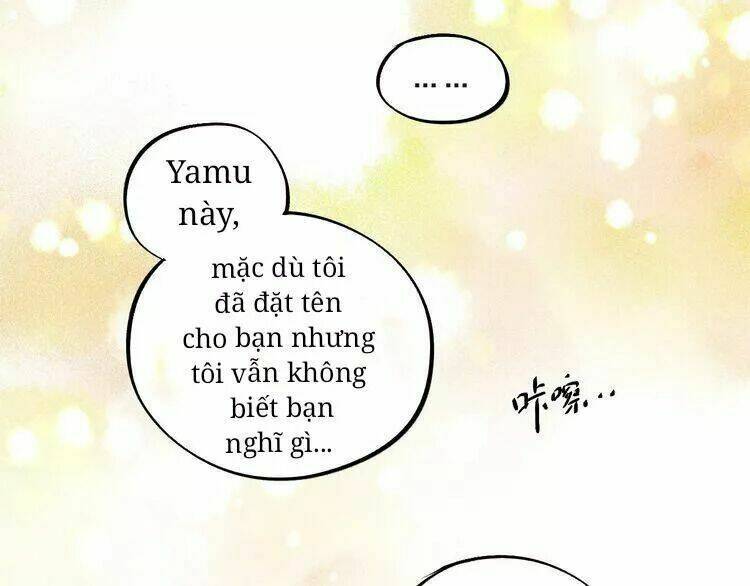 ... ...
Yamu
này,
mặc dù tôi
đã đặt tên
cho bạn nhưng
tôi vẫn không
biết bạn
nghĩ gì...
咔嚓...